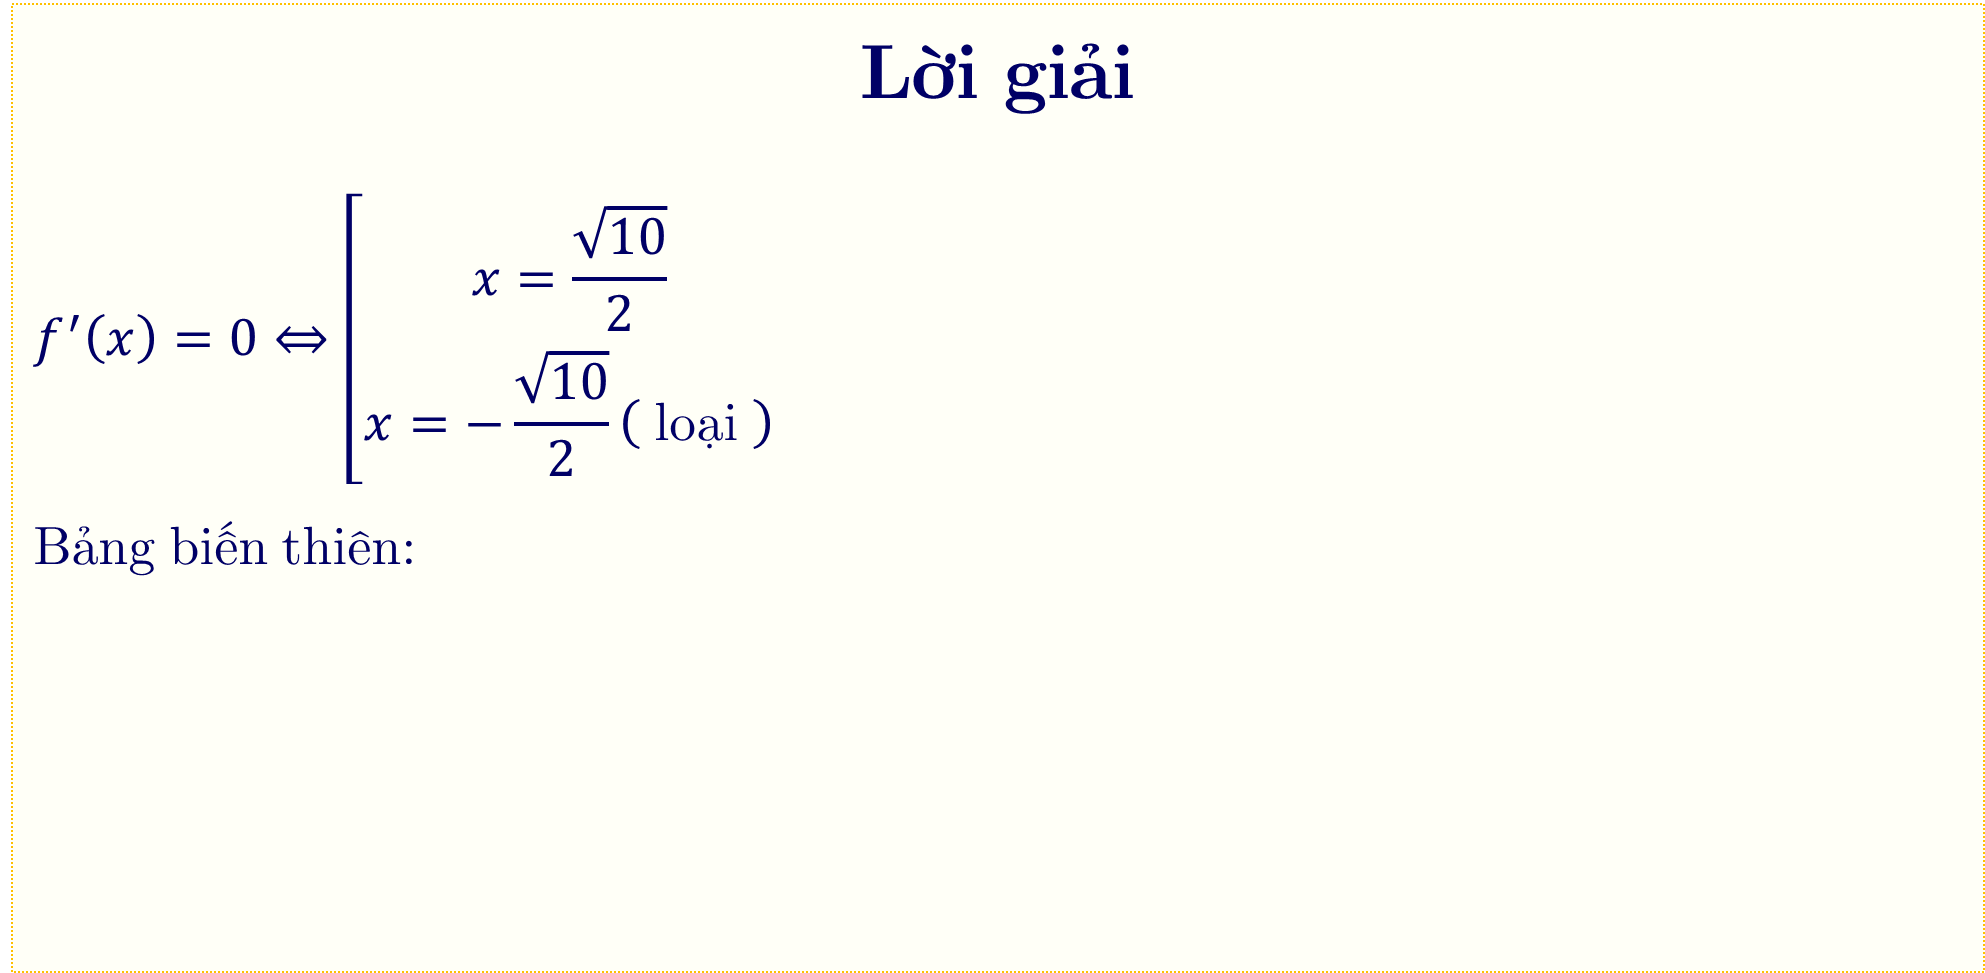 Lời giải
f′(x) = 0 ⇔ [ x = √10/2
x = −√10/2 ( loại )
Bảng biến thiên: